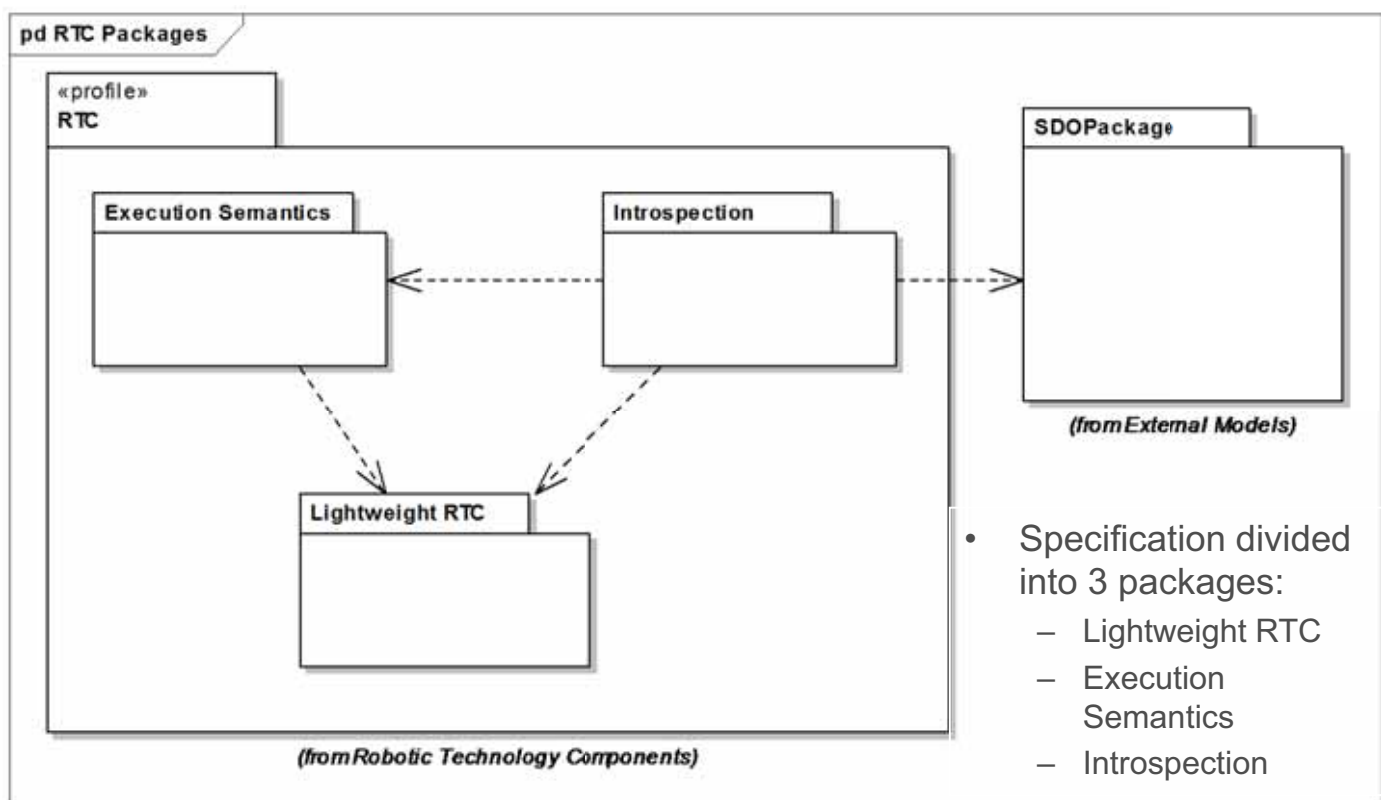 pd RTC Packages
«profile»
RTC
SDOPackage
Execution Semantics
Introspection
(from External Models)
Lightweight RTC
• Specification divided
into 3 packages:
– Lightweight RTC
– Execution
Semantics
– Introspection
(from Robotic Technology Components)